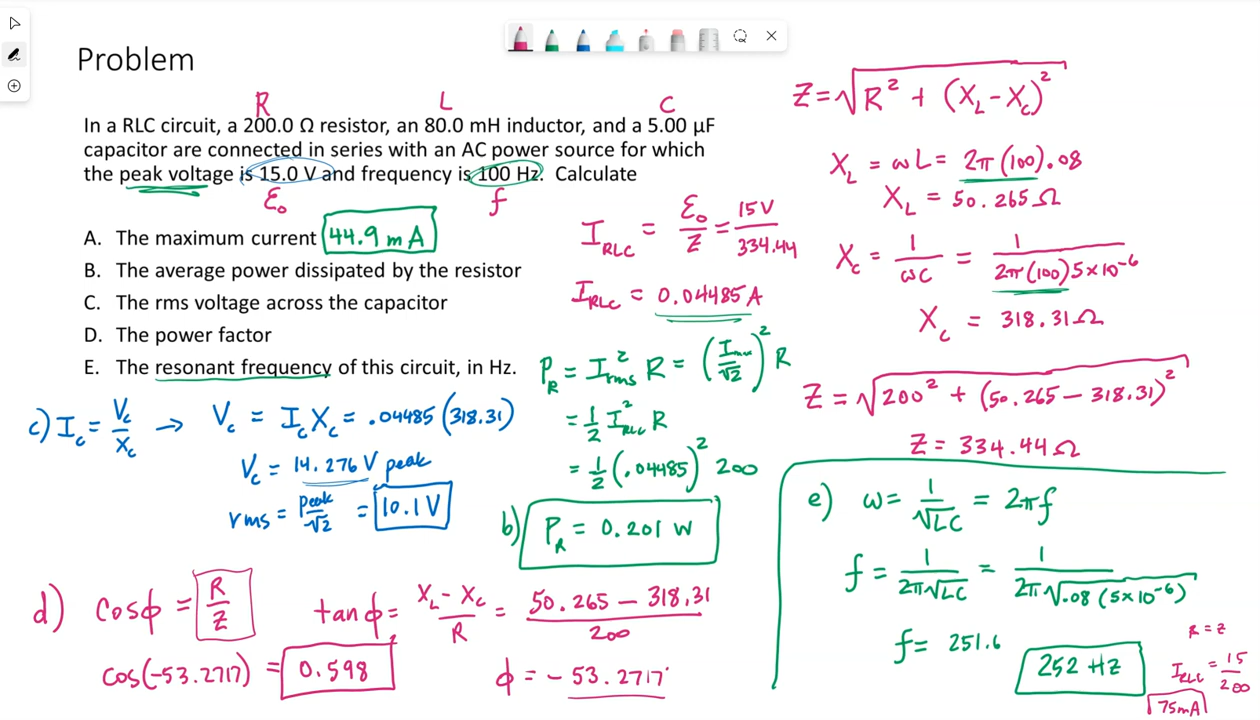 Problem
R L C
In a RLC circuit, a 200.0 Ω resistor, an 80.0 mH inductor, and a 5.00 μF
capacitor are connected in series with an AC power source for which
the peak voltage is 15.0 V and frequency is 100 Hz. Calculate
ℰ₀ f
A. The maximum current 44.9 mA
B. The average power dissipated by the resistor
C. The rms voltage across the capacitor
D. The power factor
E. The resonant frequency of this circuit, in Hz.
Z = √(R² + (X_L - X_C)²)
X_L = ωL = 2π(100).08
X_L = 50.265 Ω
X_C = 1/(ωC) = 1/(2π(100)5×10⁻⁶)
X_C = 318.31Ω
Z = √(200² + (50.265 - 318.31)²)
Z = 334.44Ω
I_RLC = ℰ₀/Z = 15V/334.44
I_RLC = 0.04485A
P_R = I²_rms R = (I_max/√2)² R
= 1/2 I²_RLC R
= 1/2 (.04485)² 200
b) P_R = 0.201 W
c) I_C = V_C/X_C → V_C = I_C X_C = .04485(318.31)
V_C = 14.276 V peak
rms = peak/√2 = 10.1V
d) cosϕ = R/Z tanϕ = (X_L - X_C)/R = (50.265 - 318.31)/200
cos(-53.2717) = 0.598 ϕ = -53.2717°
e) ω = 1/√LC = 2πf
f = 1/(2π√LC) = 1/(2π√.08(5×10⁻⁶))
f = 251.6
252 Hz
R = Z
I_RLC = 15/200
75mA